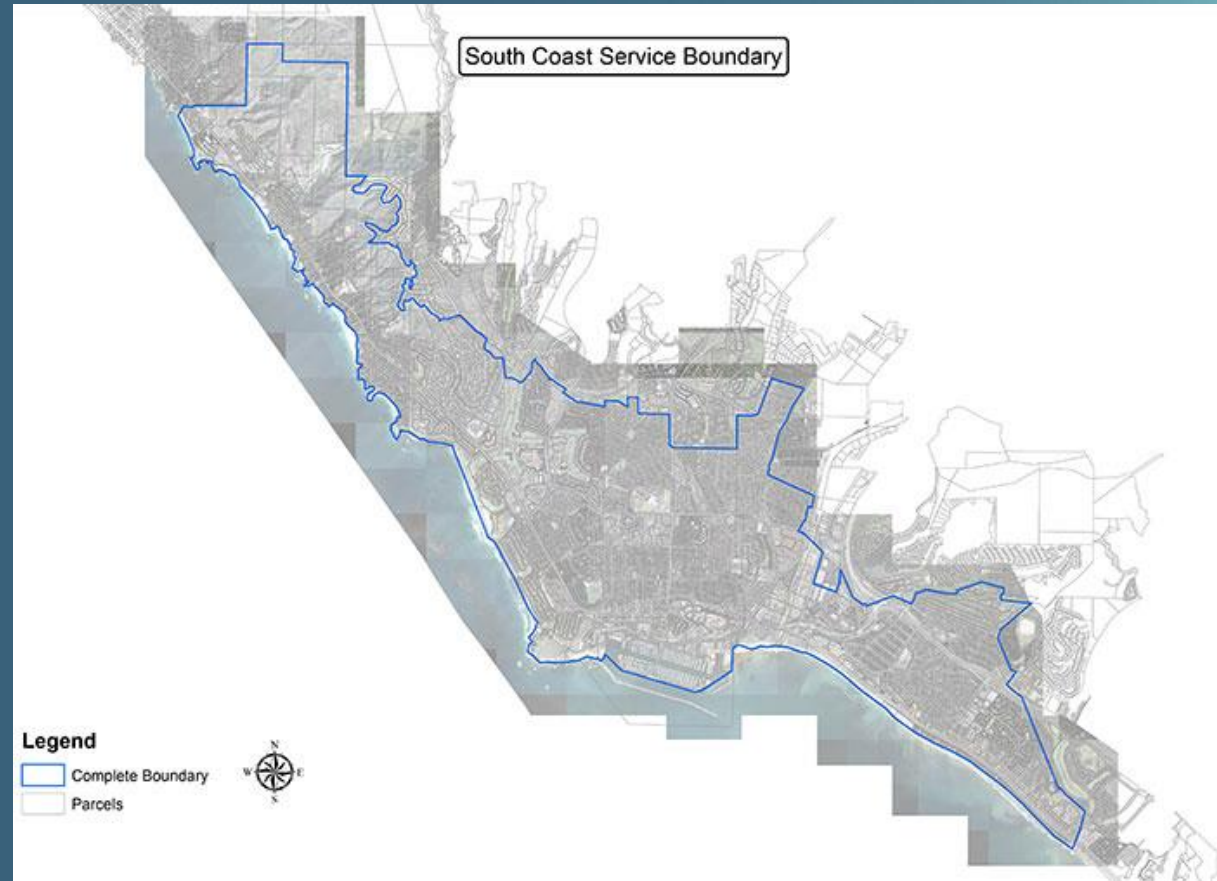 South Coast Service Boundary
Legend
Complete Boundary
Parcels
N
W E
S